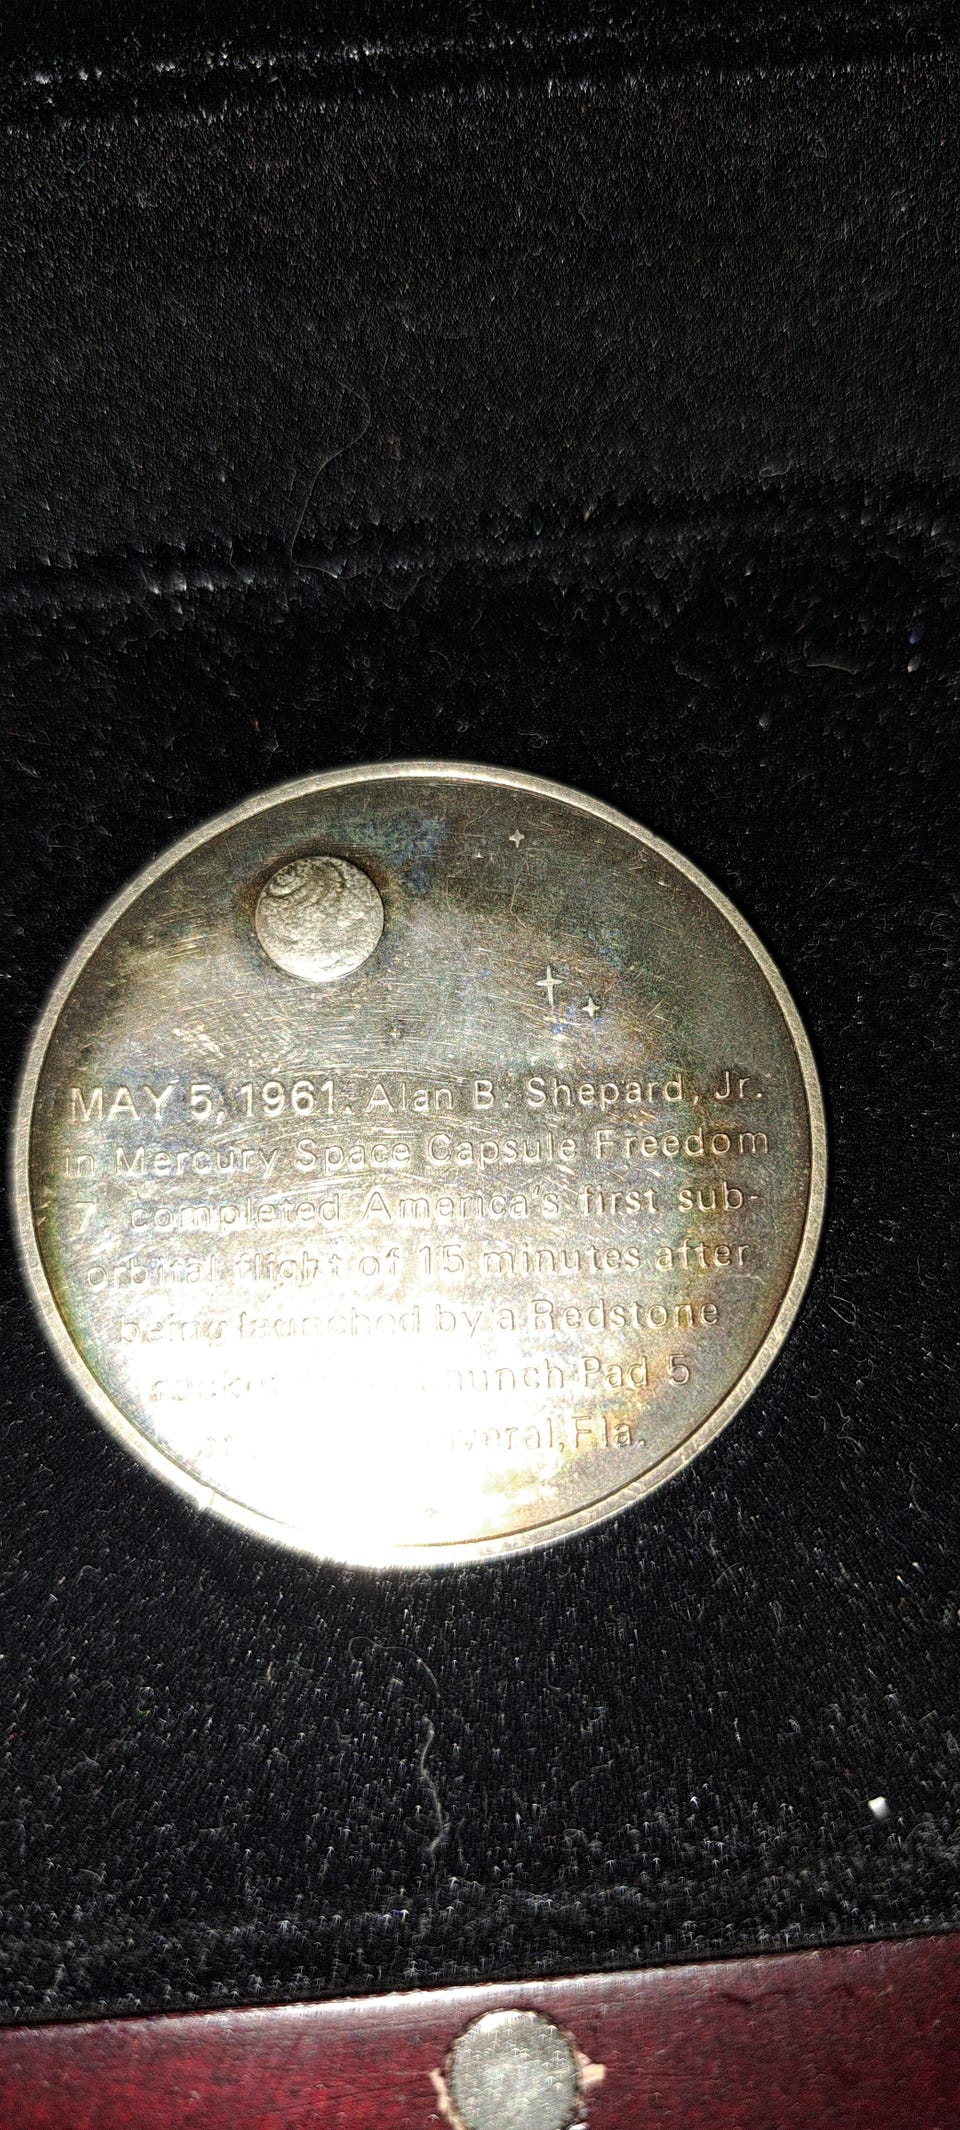 MAY 5, 1961. Alan B. Shepard, Jr.
in Mercury Space Capsule Freedom
7, completed America's first sub-
orbital flight of 15 minutes after
being launched by a Redstone
rocket Launch Pad 5
Fla.